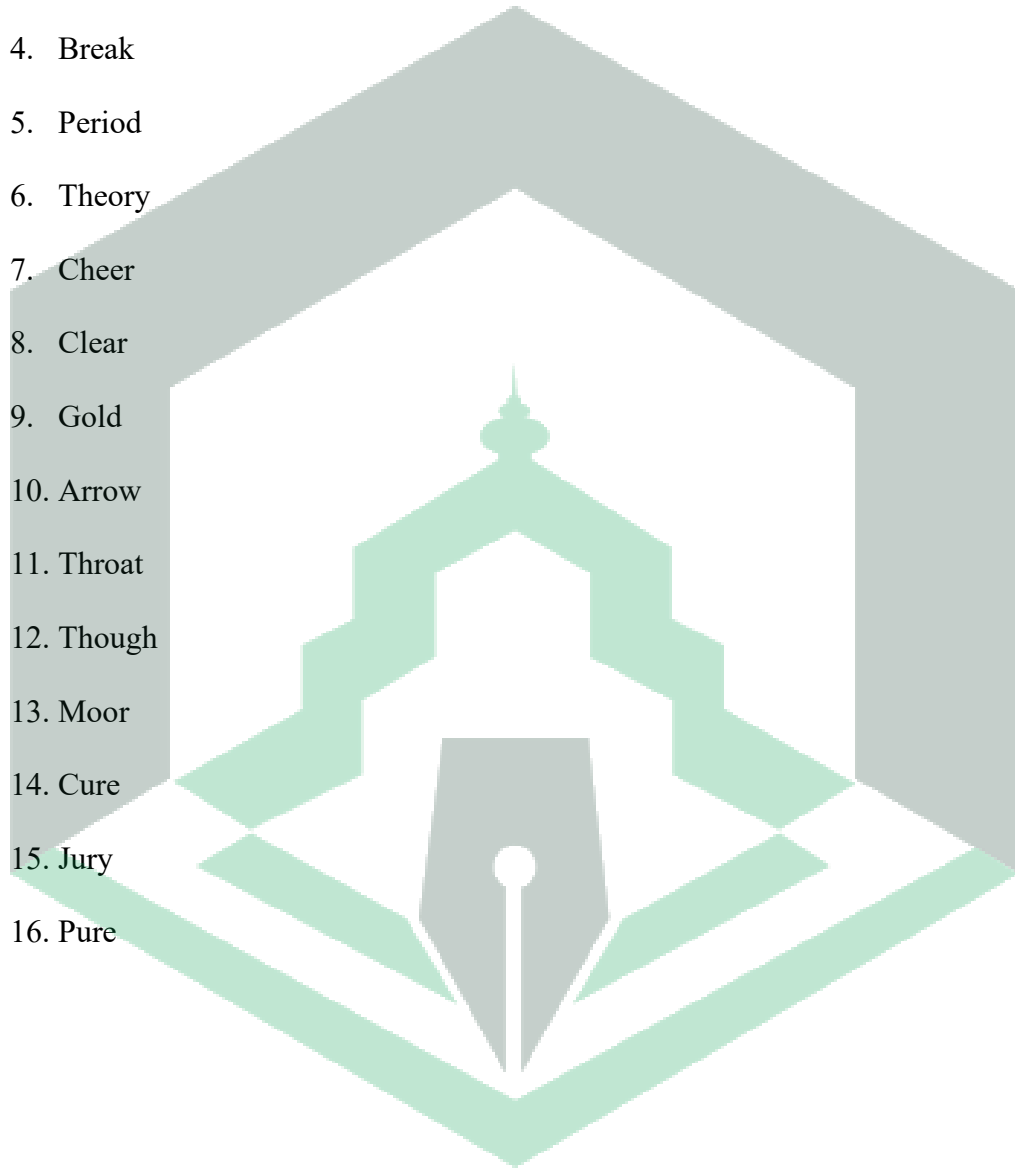 4. Break
5. Period
6. Theory
7. Cheer
8. Clear
9. Gold
10. Arrow
11. Throat
12. Though
13. Moor
14. Cure
15. Jury
16. Pure